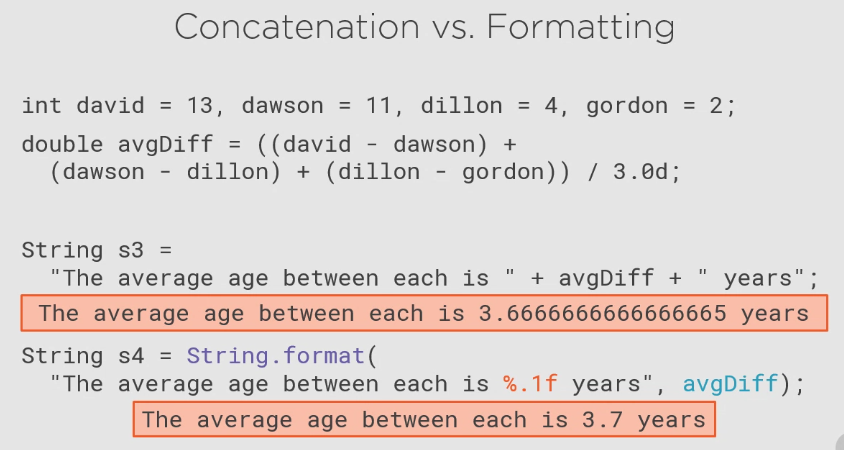 Concatenation vs. Formatting
int david = 13, dawson = 11, dillon = 4, gordon = 2;
double avgDiff = ((david - dawson) +
(dawson - dillon) + (dillon - gordon)) / 3.0d;
String s3 =
"The average age between each is " + avgDiff + " years";
The average age between each is 3.6666666666666665 years
String s4 = String.format(
"The average age between each is %.1f years", avgDiff);
The average age between each is 3.7 years